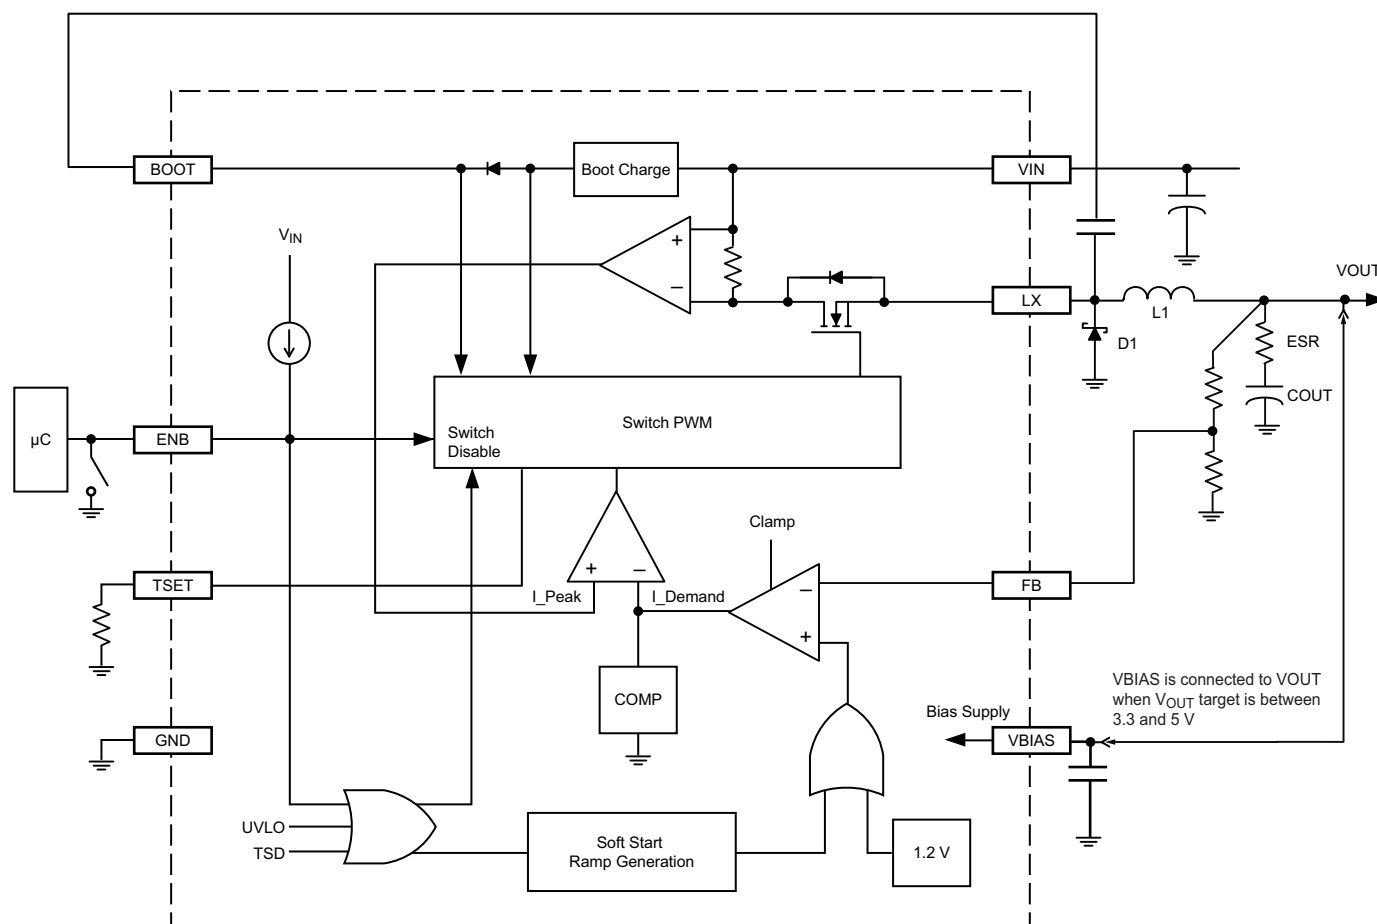 BOOT
Boot Charge
VIN
VIN
+
–
LX
VOUT
L1
D1
ESR
COUT
µC
ENB
Switch
Disable
Switch PWM
Clamp
TSET
I_Peak
+
–
I_Demand
–
+
FB
COMP
VBIAS is connected to VOUT
when VOUT target is between
3.3 and 5 V
Bias Supply
GND
VBIAS
UVLO
TSD
Soft Start
Ramp Generation
1.2 V